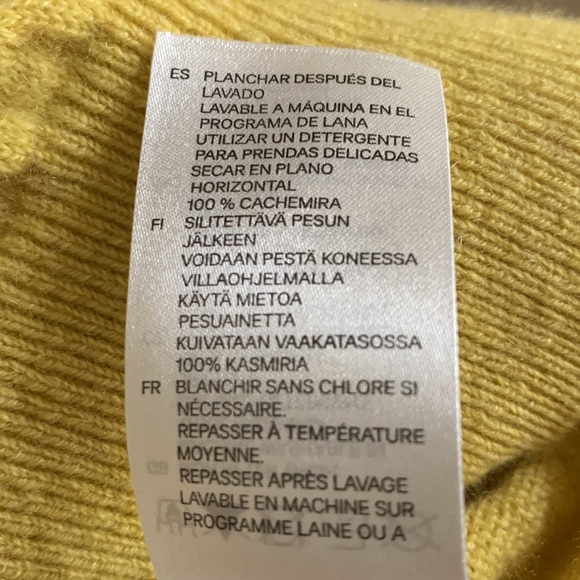 ES PLANCHAR DESPUÉS DEL
LAVADO
LAVABLE A MÁQUINA EN EL
PROGRAMA DE LANA
UTILIZAR UN DETERGENTE
PARA PRENDAS DELICADAS
SECAR EN PLANO
HORIZONTAL
100 % CACHEMIRA
FI SILITETTÄVÄ PESUN
JÄLKEEN
VOIDAAN PESTÄ KONEESSA
VILLAOHJELMALLA
KÄYTÄ MIETOA
PESUAINETTA
KUIVATAAN VAAKATASOSSA
100% KASMIRIA
FR BLANCHIR SANS CHLORE SI
NÉCESSAIRE.
REPASSER À TEMPÉRATURE
MOYENNE.
REPASSER APRÈS LAVAGE
LAVABLE EN MACHINE SUR
PROGRAMME LAINE OU A